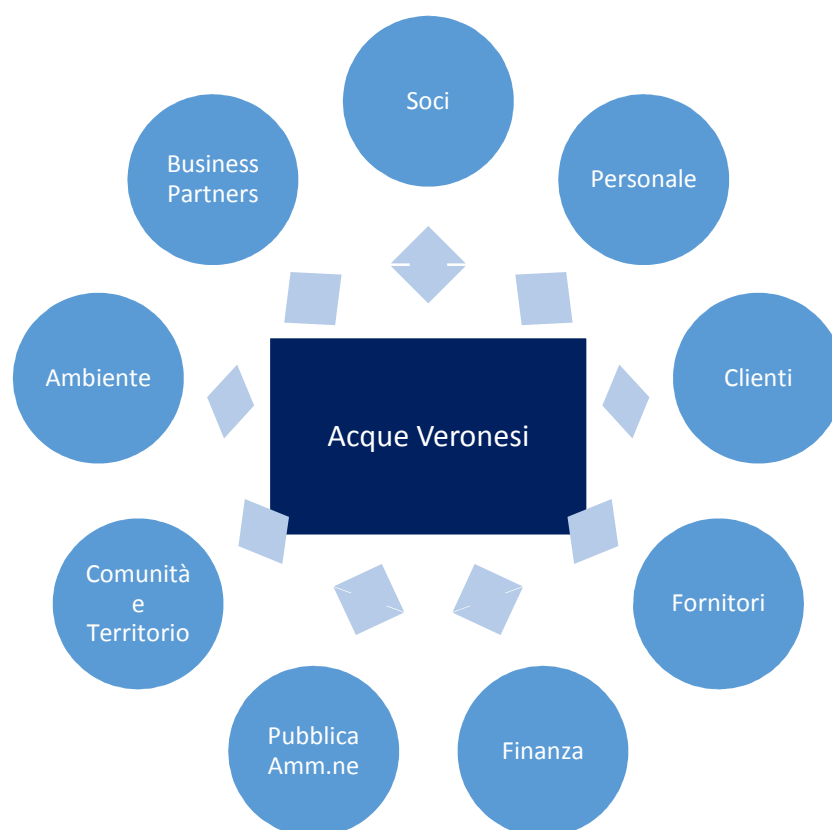 Soci
Business
Partners
Personale
Ambiente
Clienti
Acque Veronesi
Comunità
e
Territorio
Fornitori
Pubblica
Amm.ne
Finanza